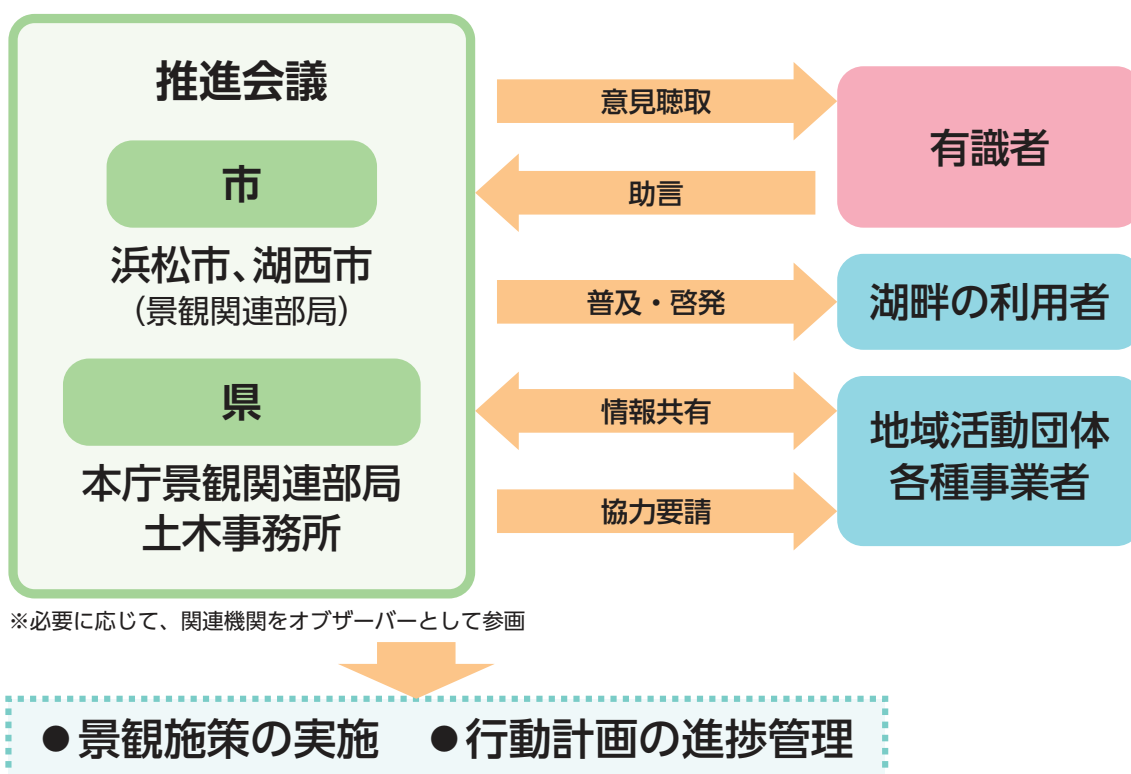 推進会議
市
浜松市、湖西市
（景観関連部局）
県
本庁景観関連部局
土木事務所
意見聴取
助言
有識者
普及・啓発
湖畔の利用者
情報共有
協力要請
地域活動団体
各種事業者
※必要に応じて、関連機関をオブザーバーとして参画
●景観施策の実施　●行動計画の進捗管理